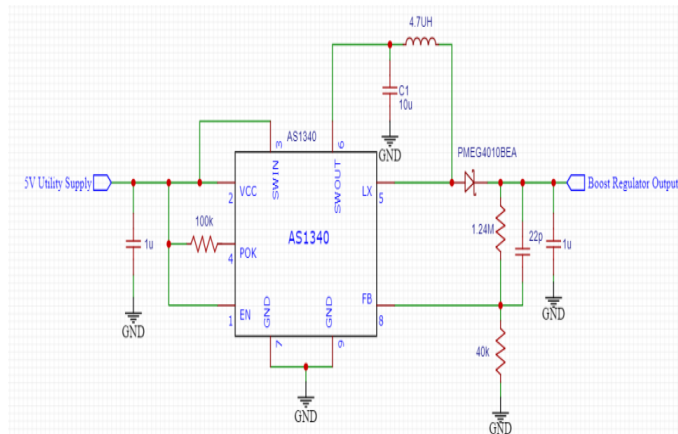 4.7UH
C1
10u
GND
AS1340
3
6
SWIN
SWOUT
PMEG4010BEA
5V Utility Supply
VCC
2
LX
5
Boost Regulator Output
100k
POK
4
AS1340
1u
1.24M
22p
1u
EN
1
FB
8
GND
GND
7
9
GND
GND
40k
GND
GND